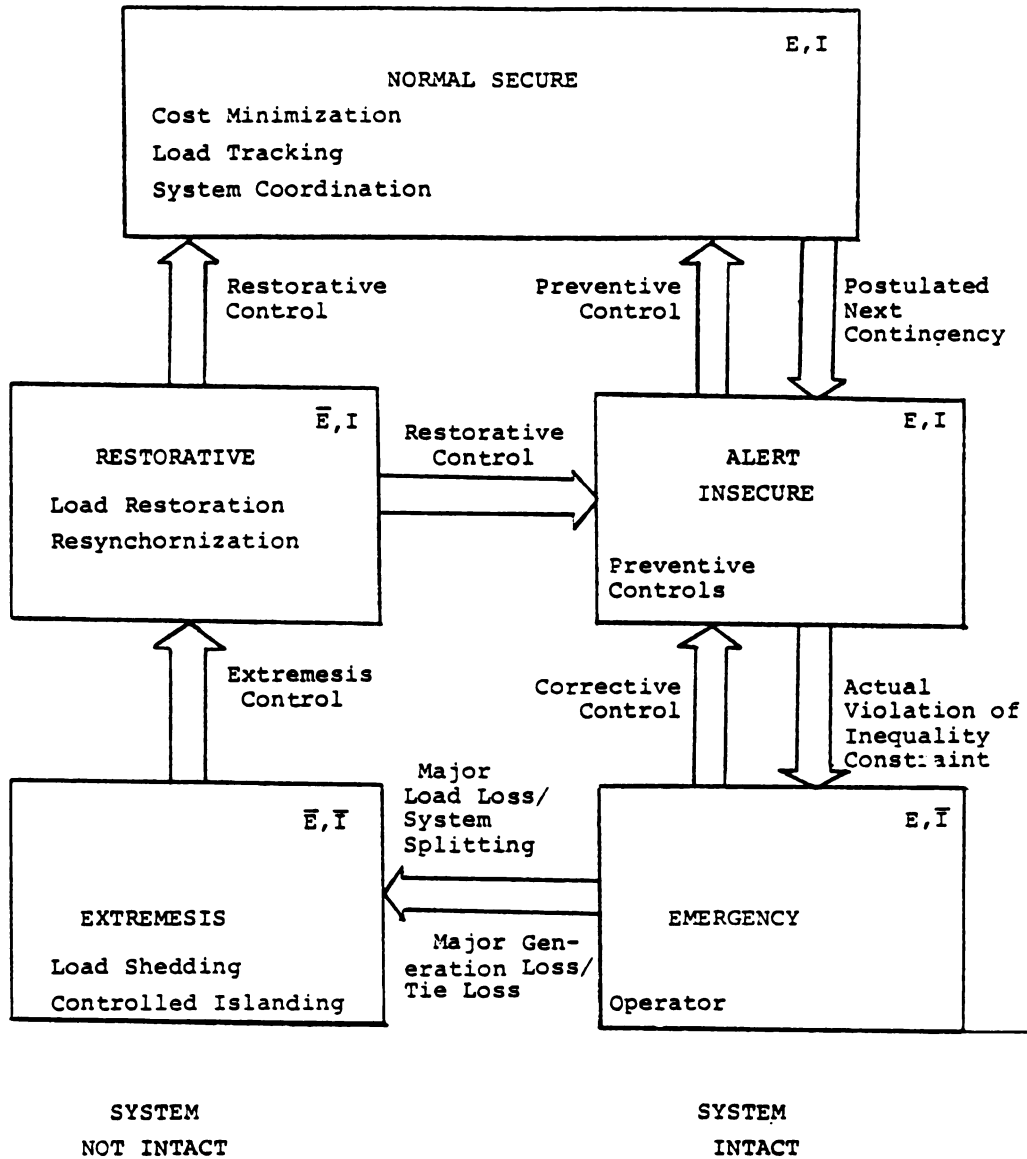 E,I
NORMAL SECURE
Cost Minimization
Load Tracking
System Coordination
Restorative
Control
Preventive
Control
Postulated
Next
Contingency
E̅,I
RESTORATIVE
Load Restoration
Resynchornization
Restorative
Control
E,I
ALERT
INSECURE
Preventive
Controls
Extremesis
Control
Corrective
Control
Actual
Violation of
Inequality
Constraint
Major
Load Loss/
System
Splitting
E̅,I̅
EXTREMESIS
Load Shedding
Controlled Islanding
Major Gen-
eration Loss/
Tie Loss
E,I̅
EMERGENCY
Operator
SYSTEM
NOT INTACT
SYSTEM
INTACT